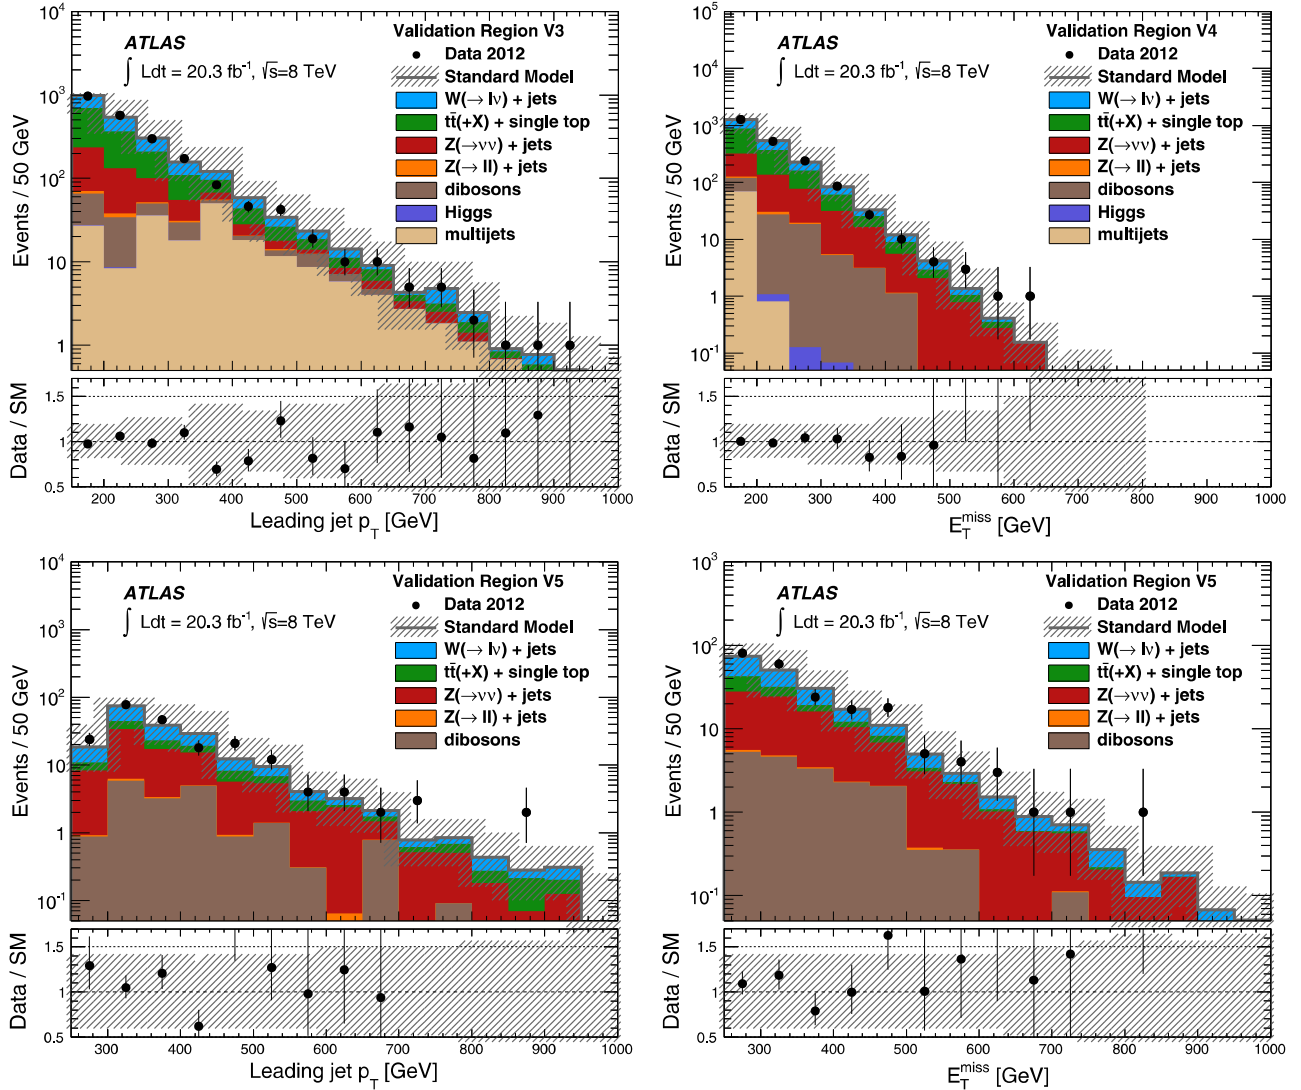 Events / 50 GeV
10⁴
10³
10²
10
1
ATLAS
∫ Ldt = 20.3 fb⁻¹, √s=8 TeV
Validation Region V3
Data 2012
Standard Model
W(→ lν) + jets
tt̄(+X) + single top
Z(→νν) + jets
Z(→ ll) + jets
dibosons
Higgs
multijets
Data / SM
1.5
1
0.5
200 300 400 500 600 700 800 900 1000
Leading jet p_T [GeV]
Events / 50 GeV
10⁵
10⁴
10³
10²
10
1
10⁻¹
ATLAS
∫ Ldt = 20.3 fb⁻¹, √s=8 TeV
Validation Region V4
Data 2012
Standard Model
W(→ lν) + jets
tt̄(+X) + single top
Z(→νν) + jets
Z(→ ll) + jets
dibosons
Higgs
multijets
Data / SM
1.5
1
0.5
200 300 400 500 600 700 800 900 1000
E_T^miss [GeV]
Events / 50 GeV
10⁴
10³
10²
10
1
10⁻¹
ATLAS
∫ Ldt = 20.3 fb⁻¹, √s=8 TeV
Validation Region V5
Data 2012
Standard Model
W(→ lν) + jets
tt̄(+X) + single top
Z(→νν) + jets
Z(→ ll) + jets
dibosons
Data / SM
1.5
1
0.5
300 400 500 600 700 800 900 1000
Leading jet p_T [GeV]
Events / 50 GeV
10³
10²
10
1
10⁻¹
ATLAS
∫ Ldt = 20.3 fb⁻¹, √s=8 TeV
Validation Region V5
Data 2012
Standard Model
W(→ lν) + jets
tt̄(+X) + single top
Z(→νν) + jets
Z(→ ll) + jets
dibosons
Data / SM
1.5
1
0.5
300 400 500 600 700 800 900 1000
E_T^miss [GeV]